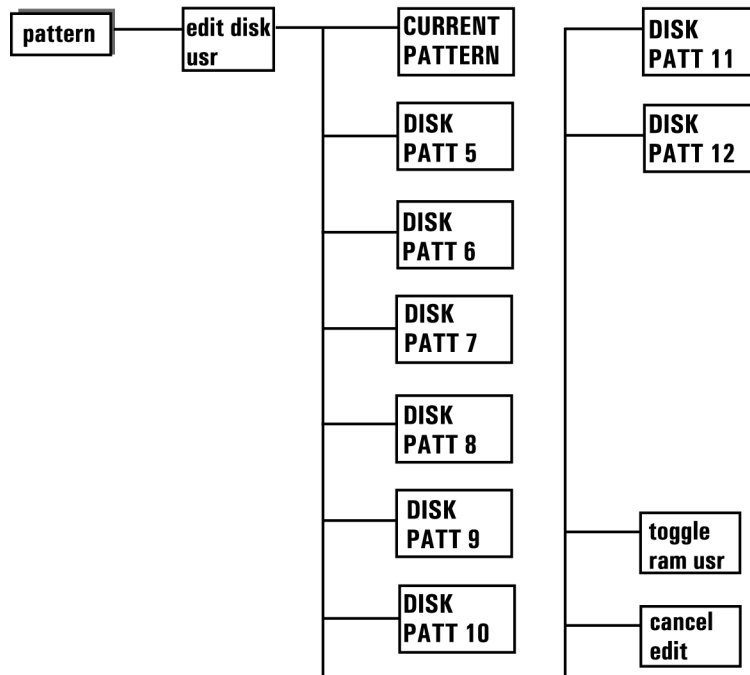 pattern
edit disk
usr
CURRENT
PATTERN
DISK
PATT 5
DISK
PATT 6
DISK
PATT 7
DISK
PATT 8
DISK
PATT 9
DISK
PATT 10
DISK
PATT 11
DISK
PATT 12
toggle
ram usr
cancel
edit